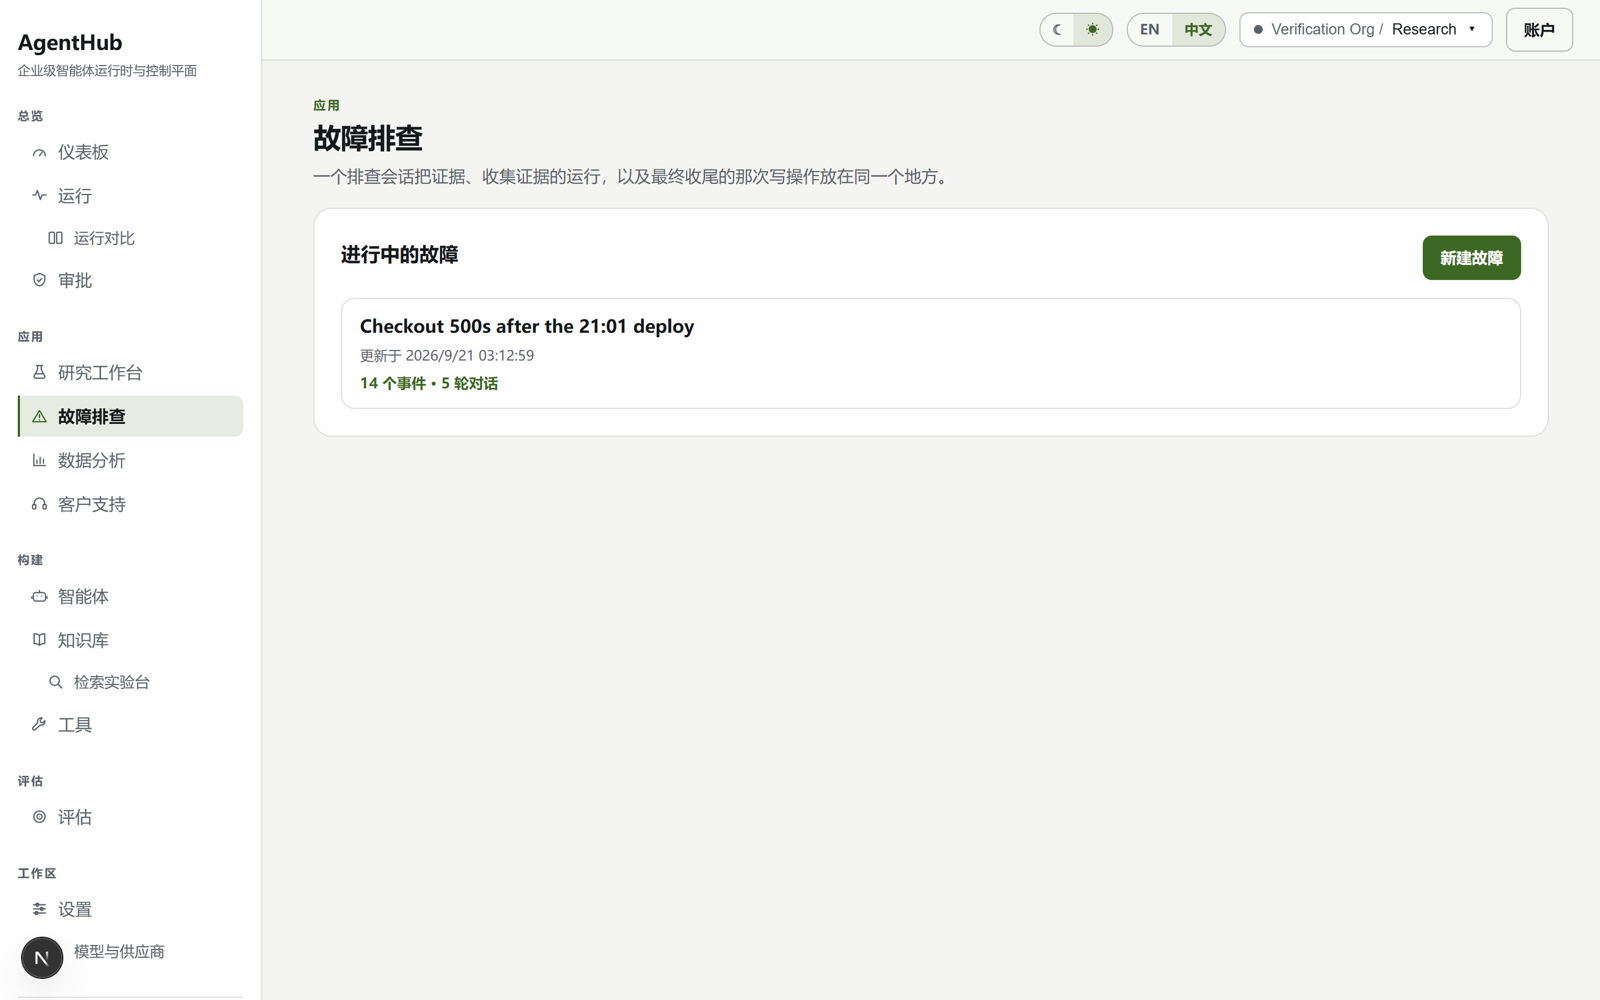 AgentHub
企业级智能体运行时与控制平面
总览
仪表板
运行
运行对比
审批
应用
研究工作台
故障排查
数据分析
客户支持
构建
智能体
知识库
检索实验台
工具
评估
评估
工作区
设置
模型与供应商
N
EN 中文
Verification Org / Research
账户
应用
故障排查
一个排查会话把证据、收集证据的运行，以及最终收尾的那次写操作放在同一个地方。
进行中的故障
新建故障
Checkout 500s after the 21:01 deploy
更新于 2026/9/21 03:12:59
14 个事件 • 5 轮对话